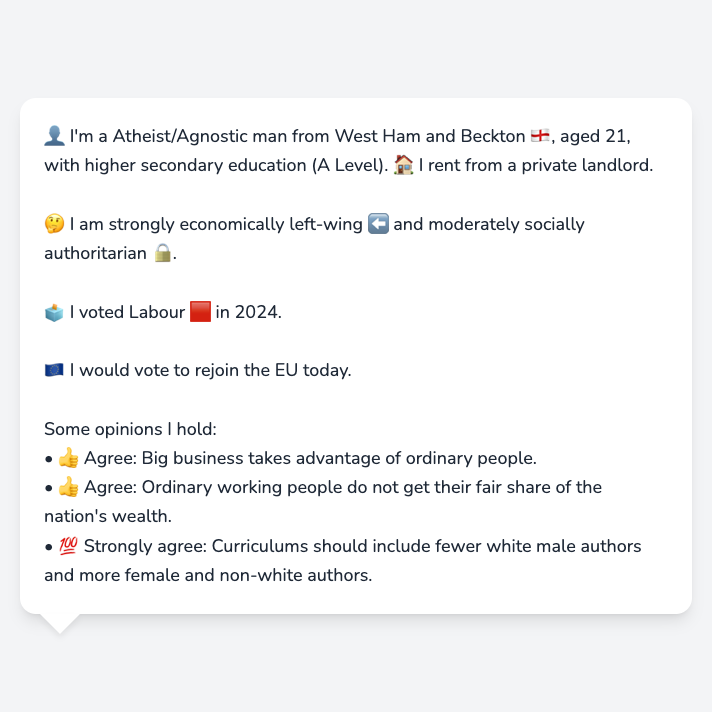 👤 I'm a Atheist/Agnostic man from West Ham and Beckton 🏴󠁧󠁢󠁥󠁮󠁧󠁿, aged 21,
with higher secondary education (A Level). 🏠 I rent from a private landlord.
🤔 I am strongly economically left-wing ⬅️ and moderately socially
authoritarian 🔒.
🗳️ I voted Labour 🟥 in 2024.
🇪🇺 I would vote to rejoin the EU today.
Some opinions I hold:
• 👍 Agree: Big business takes advantage of ordinary people.
• 👍 Agree: Ordinary working people do not get their fair share of the
nation's wealth.
• 💯 Strongly agree: Curriculums should include fewer white male authors
and more female and non-white authors.